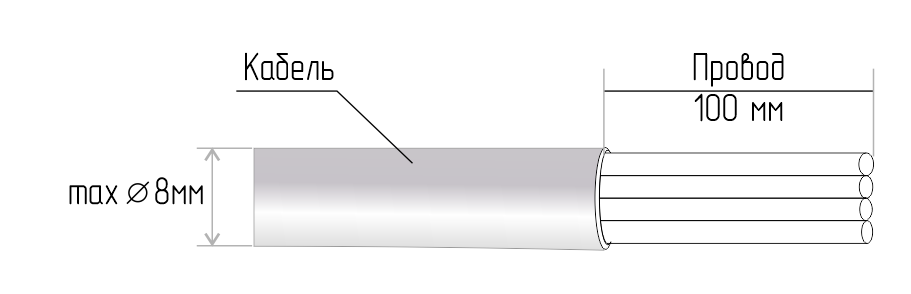 Кабель
Провод
100 мм
max ⌀8мм